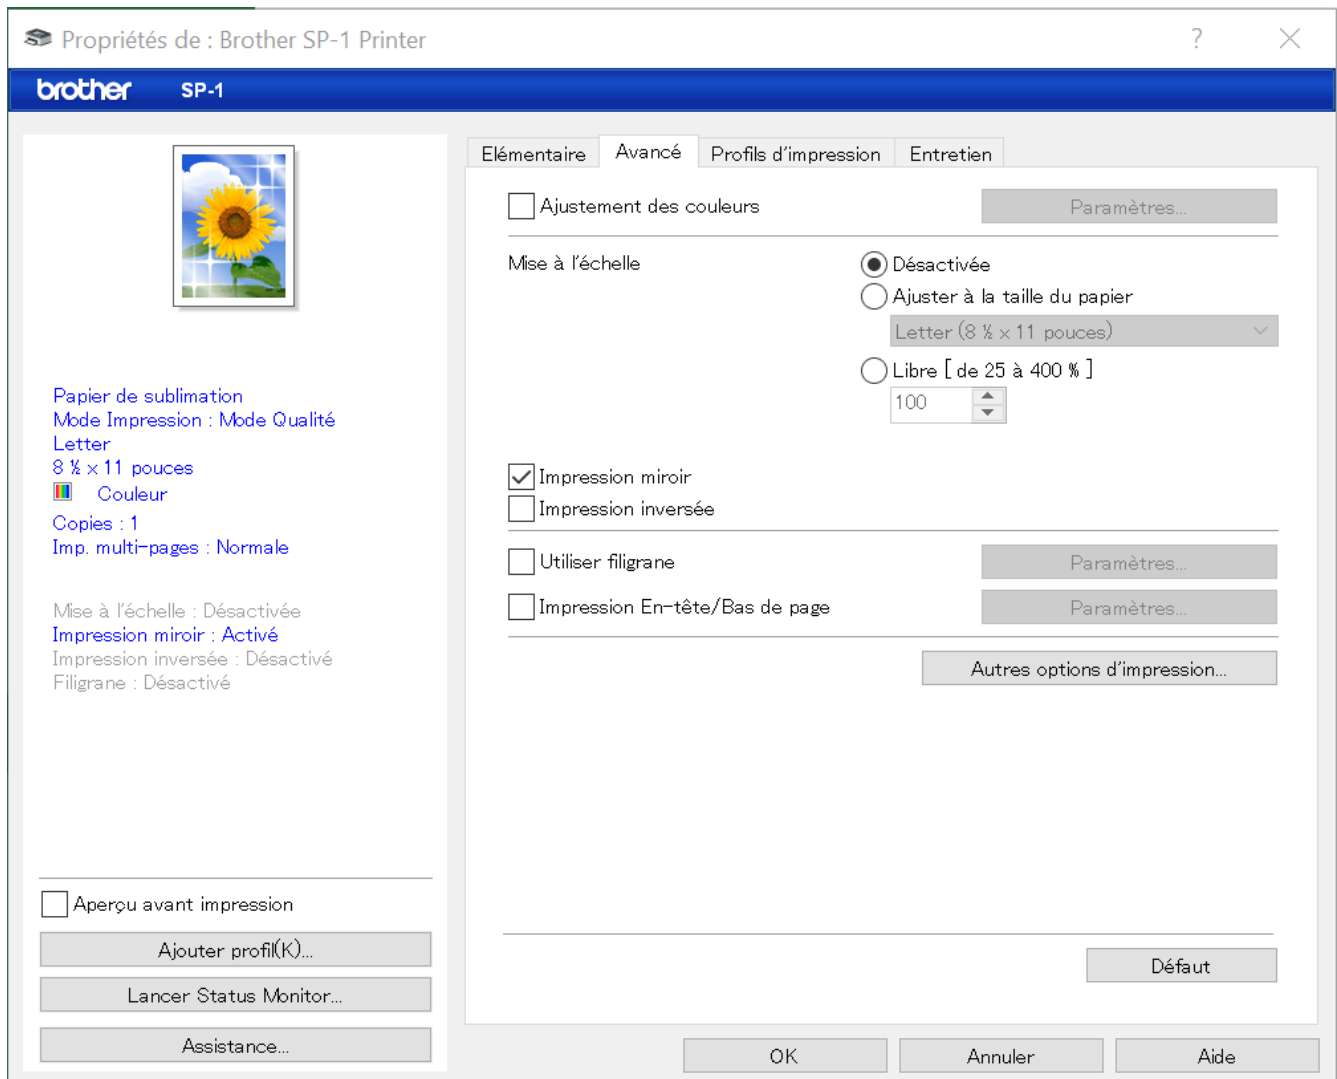 Propriétés de : Brother SP-1 Printer
brother SP-1
Elémentaire Avancé Profils d'impression Entretien
Ajustement des couleurs Paramètres...
Mise à l'échelle
Désactivée
Ajuster à la taille du papier
Letter (8 ½ × 11 pouces)
Libre [ de 25 à 400 % ]
100
Impression miroir
Impression inversée
Utiliser filigrane Paramètres...
Impression En-tête/Bas de page Paramètres...
Autres options d'impression...
Défaut
Papier de sublimation
Mode Impression : Mode Qualité
Letter
8 ½ × 11 pouces
Couleur
Copies : 1
Imp. multi-pages : Normale
Mise à l'échelle : Désactivée
Impression miroir : Activé
Impression inversée : Désactivé
Filigrane : Désactivé
Aperçu avant impression
Ajouter profil(K)...
Lancer Status Monitor...
Assistance...
OK Annuler Aide